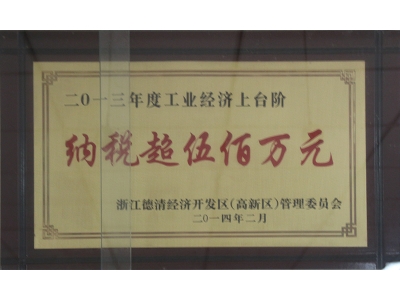 二〇一三年度工业经济上台阶
纳税超伍佰万元
浙江德清经济开发区(高新区)管理委员会
二〇一四年二月